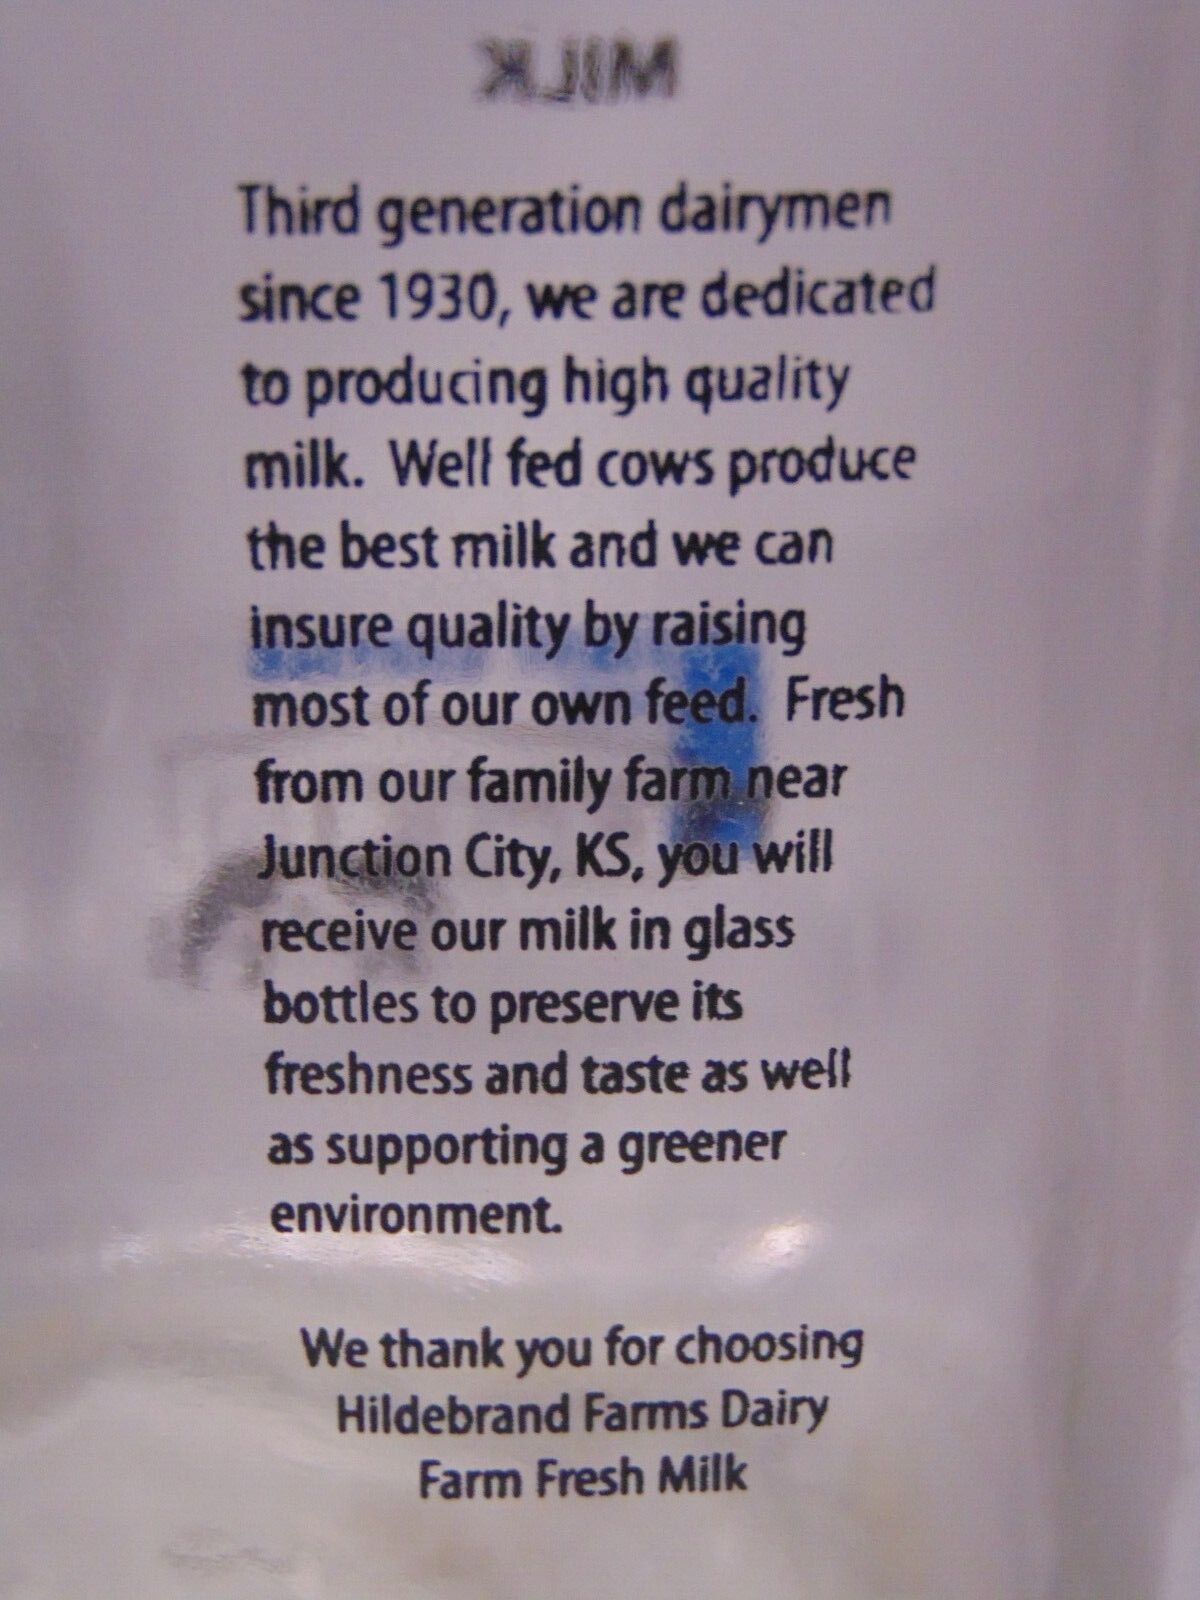 MILK
Third generation dairymen
since 1930, we are dedicated
to producing high quality
milk. Well fed cows produce
the best milk and we can
insure quality by raising
most of our own feed. Fresh
from our family farm near
Junction City, KS, you will
receive our milk in glass
bottles to preserve its
freshness and taste as well
as supporting a greener
environment.
We thank you for choosing
Hildebrand Farms Dairy
Farm Fresh Milk